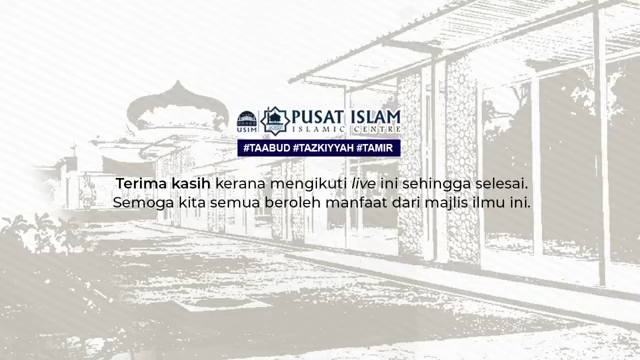 USIM
PUSAT ISLAM
ISLAMIC CENTRE
#TAABUD #TAZKIYYAH #TAMIR
Terima kasih kerana mengikuti live ini sehingga selesai.
Semoga kita semua beroleh manfaat dari majlis ilmu ini.